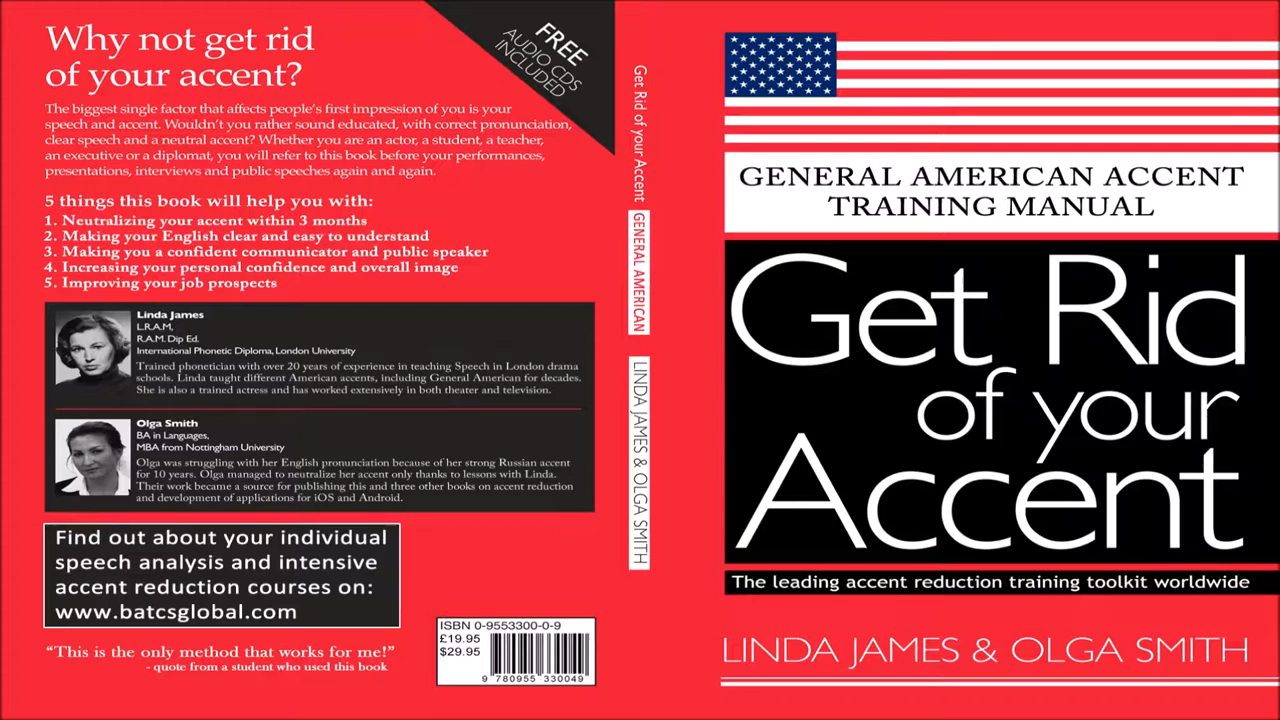 Why not get rid
of your accent?
The biggest single factor that affects people's first impression of you is your
speech and accent. Wouldn't you rather sound educated, with correct pronunciation,
clear speech and a neutral accent? Whether you are an actor, a student, a teacher,
an executive or a diplomat, you will refer to this book before your performances,
presentations, interviews and public speeches again and again.
5 things this book will help you with:
1. Neutralizing your accent within 3 months
2. Making your English clear and easy to understand
3. Making you a confident communicator and public speaker
4. Increasing your personal confidence and overall image
5. Improving your job prospects
Linda James
L.R.A.M,
R.A.M. Dip Ed.
International Phonetic Diploma, London University
Trained phonetician with over 20 years of experience in teaching Speech in London drama
schools. Linda taught different American accents, including General American for decades.
She is also a trained actress and has worked extensively in both theater and television.
Olga Smith
BA in Languages,
MBA from Nottingham University
Olga was struggling with her English pronunciation because of her strong Russian accent
for 10 years. Olga managed to neutralize her accent only thanks to lessons with Linda.
Their work became a source for publishing this and three other books on accent reduction
and development of applications for iOS and Android.
Find out about your individual
speech analysis and intensive
accent reduction courses on:
www.batcsglobal.com
“This is the only method that works for me!”
- quote from a student who used this book
ISBN 0-9553300-0-9
£19.95
$29.95
9 780955 330049
FREE
AUDIO CDS
INCLUDED
Get Rid of your Accent
GENERAL AMERICAN
LINDA JAMES & OLGA SMITH
GENERAL AMERICAN ACCENT
TRAINING MANUAL
Get Rid
of your
Accent
The leading accent reduction training toolkit worldwide
LINDA JAMES & OLGA SMITH